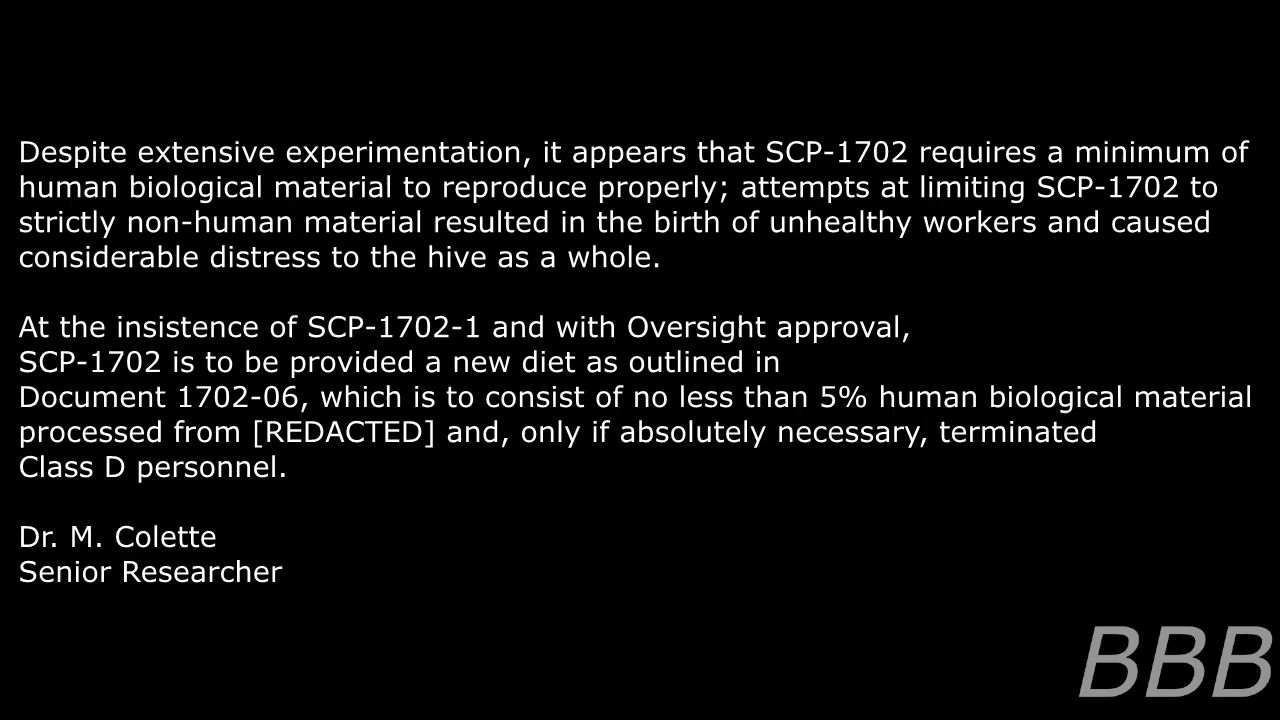 Despite extensive experimentation, it appears that SCP-1702 requires a minimum of
human biological material to reproduce properly; attempts at limiting SCP-1702 to
strictly non-human material resulted in the birth of unhealthy workers and caused
considerable distress to the hive as a whole.
At the insistence of SCP-1702-1 and with Oversight approval,
SCP-1702 is to be provided a new diet as outlined in
Document 1702-06, which is to consist of no less than 5% human biological material
processed from [REDACTED] and, only if absolutely necessary, terminated
Class D personnel.
Dr. M. Colette
Senior Researcher
BBB